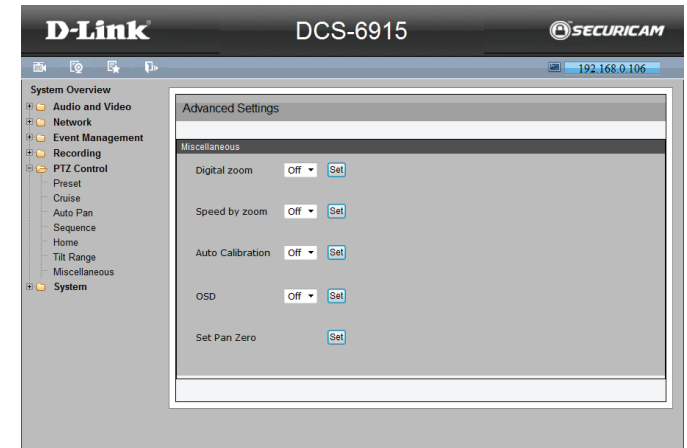 D-Link
DCS-6915
SECURICAM
192.168.0.106
System Overview
Audio and Video
Network
Event Management
Recording
PTZ Control
Preset
Cruise
Auto Pan
Sequence
Home
Tilt Range
Miscellaneous
System
Advanced Settings
Miscellaneous
Digital zoom Off Set
Speed by zoom Off Set
Auto Calibration Off Set
OSD Off Set
Set Pan Zero Set